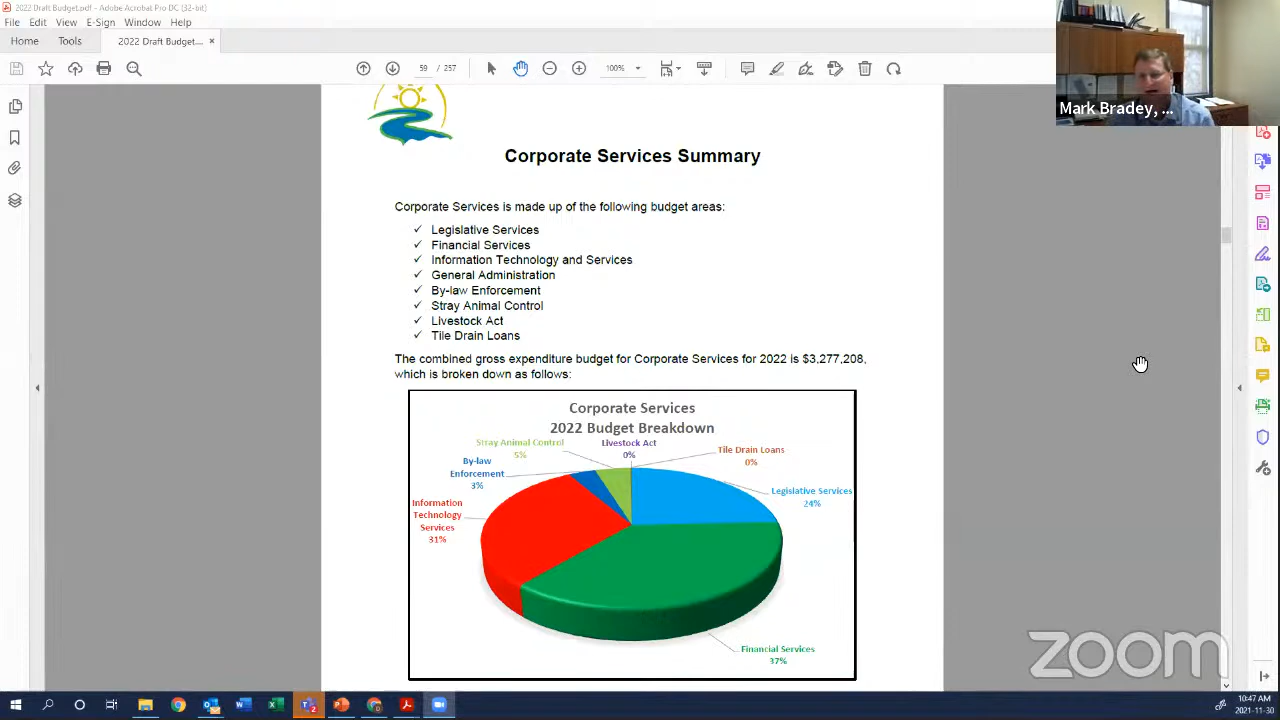 2022 Draft Budget.pdf - Adobe Acrobat Pro DC (32-bit)
File Edit View E-Sign Window Help
Home Tools 2022 Draft Budget... ×
59 / 257 100%
Mark Bradey, ...
Corporate Services Summary
Corporate Services is made up of the following budget areas:
✓ Legislative Services
✓ Financial Services
✓ Information Technology and Services
✓ General Administration
✓ By-law Enforcement
✓ Stray Animal Control
✓ Livestock Act
✓ Tile Drain Loans
The combined gross expenditure budget for Corporate Services for 2022 is $3,277,208,
which is broken down as follows:
Corporate Services
2022 Budget Breakdown
Stray Animal Control
5%
Livestock Act
0%
Tile Drain Loans
0%
By-law
Enforcement
3%
Legislative Services
24%
Information
Technology
Services
31%
Financial Services
37%
zoom
10:47 AM
2021-11-30